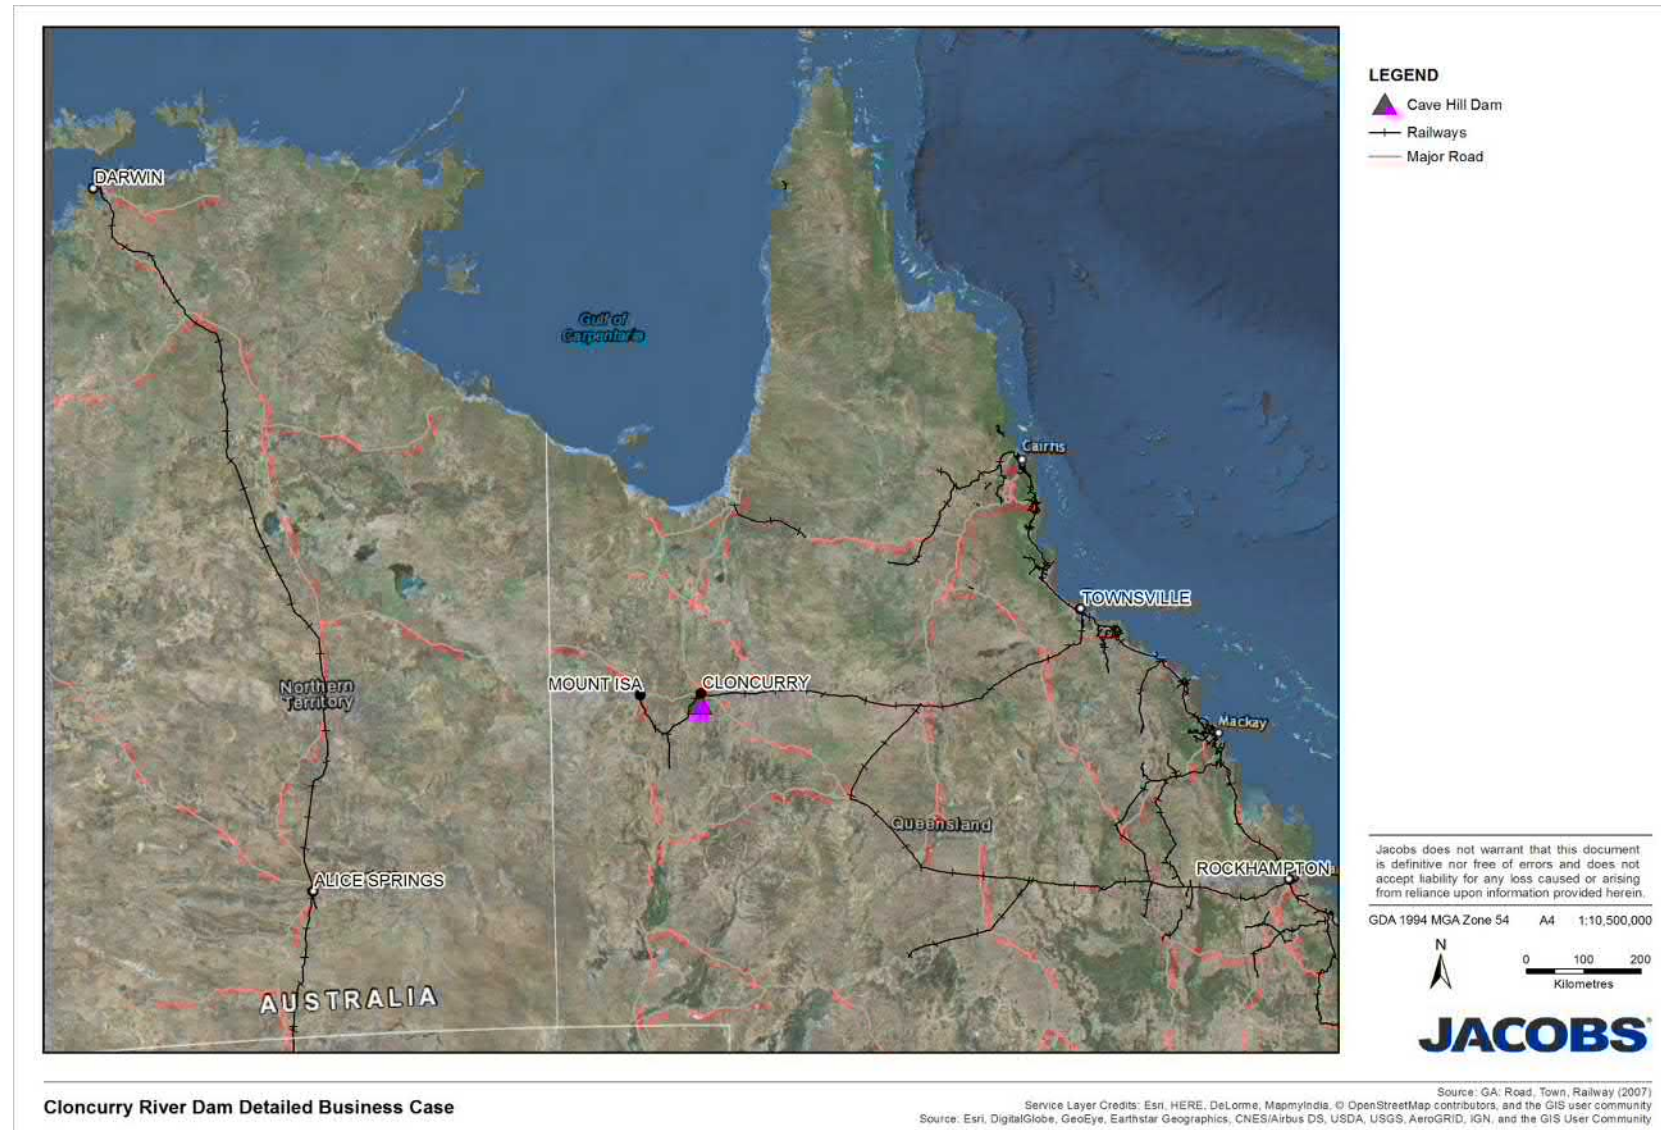 LEGEND
Cave Hill Dam
Railways
Major Road
DARWIN
Gulf of
Carpentaria
Cairns
TOWNSVILLE
MOUNT ISA
CLONCURRY
Northern
Territory
Mackay
Queensland
ROCKHAMPTON
ALICE SPRINGS
AUSTRALIA
Jacobs does not warrant that this document
is definitive nor free of errors and does not
accept liability for any loss caused or arising
from reliance upon information provided herein.
GDA 1994 MGA Zone 54 A4 1:10,500,000
N
0 100 200
Kilometres
JACOBS
Cloncurry River Dam Detailed Business Case
Source: GA: Road, Town, Railway (2007)
Service Layer Credits: Esri, HERE, DeLorme, MapmyIndia, © OpenStreetMap contributors, and the GIS user community
Source: Esri, DigitalGlobe, GeoEye, Earthstar Geographics, CNES/Airbus DS, USDA, USGS, AeroGRID, IGN, and the GIS User Community